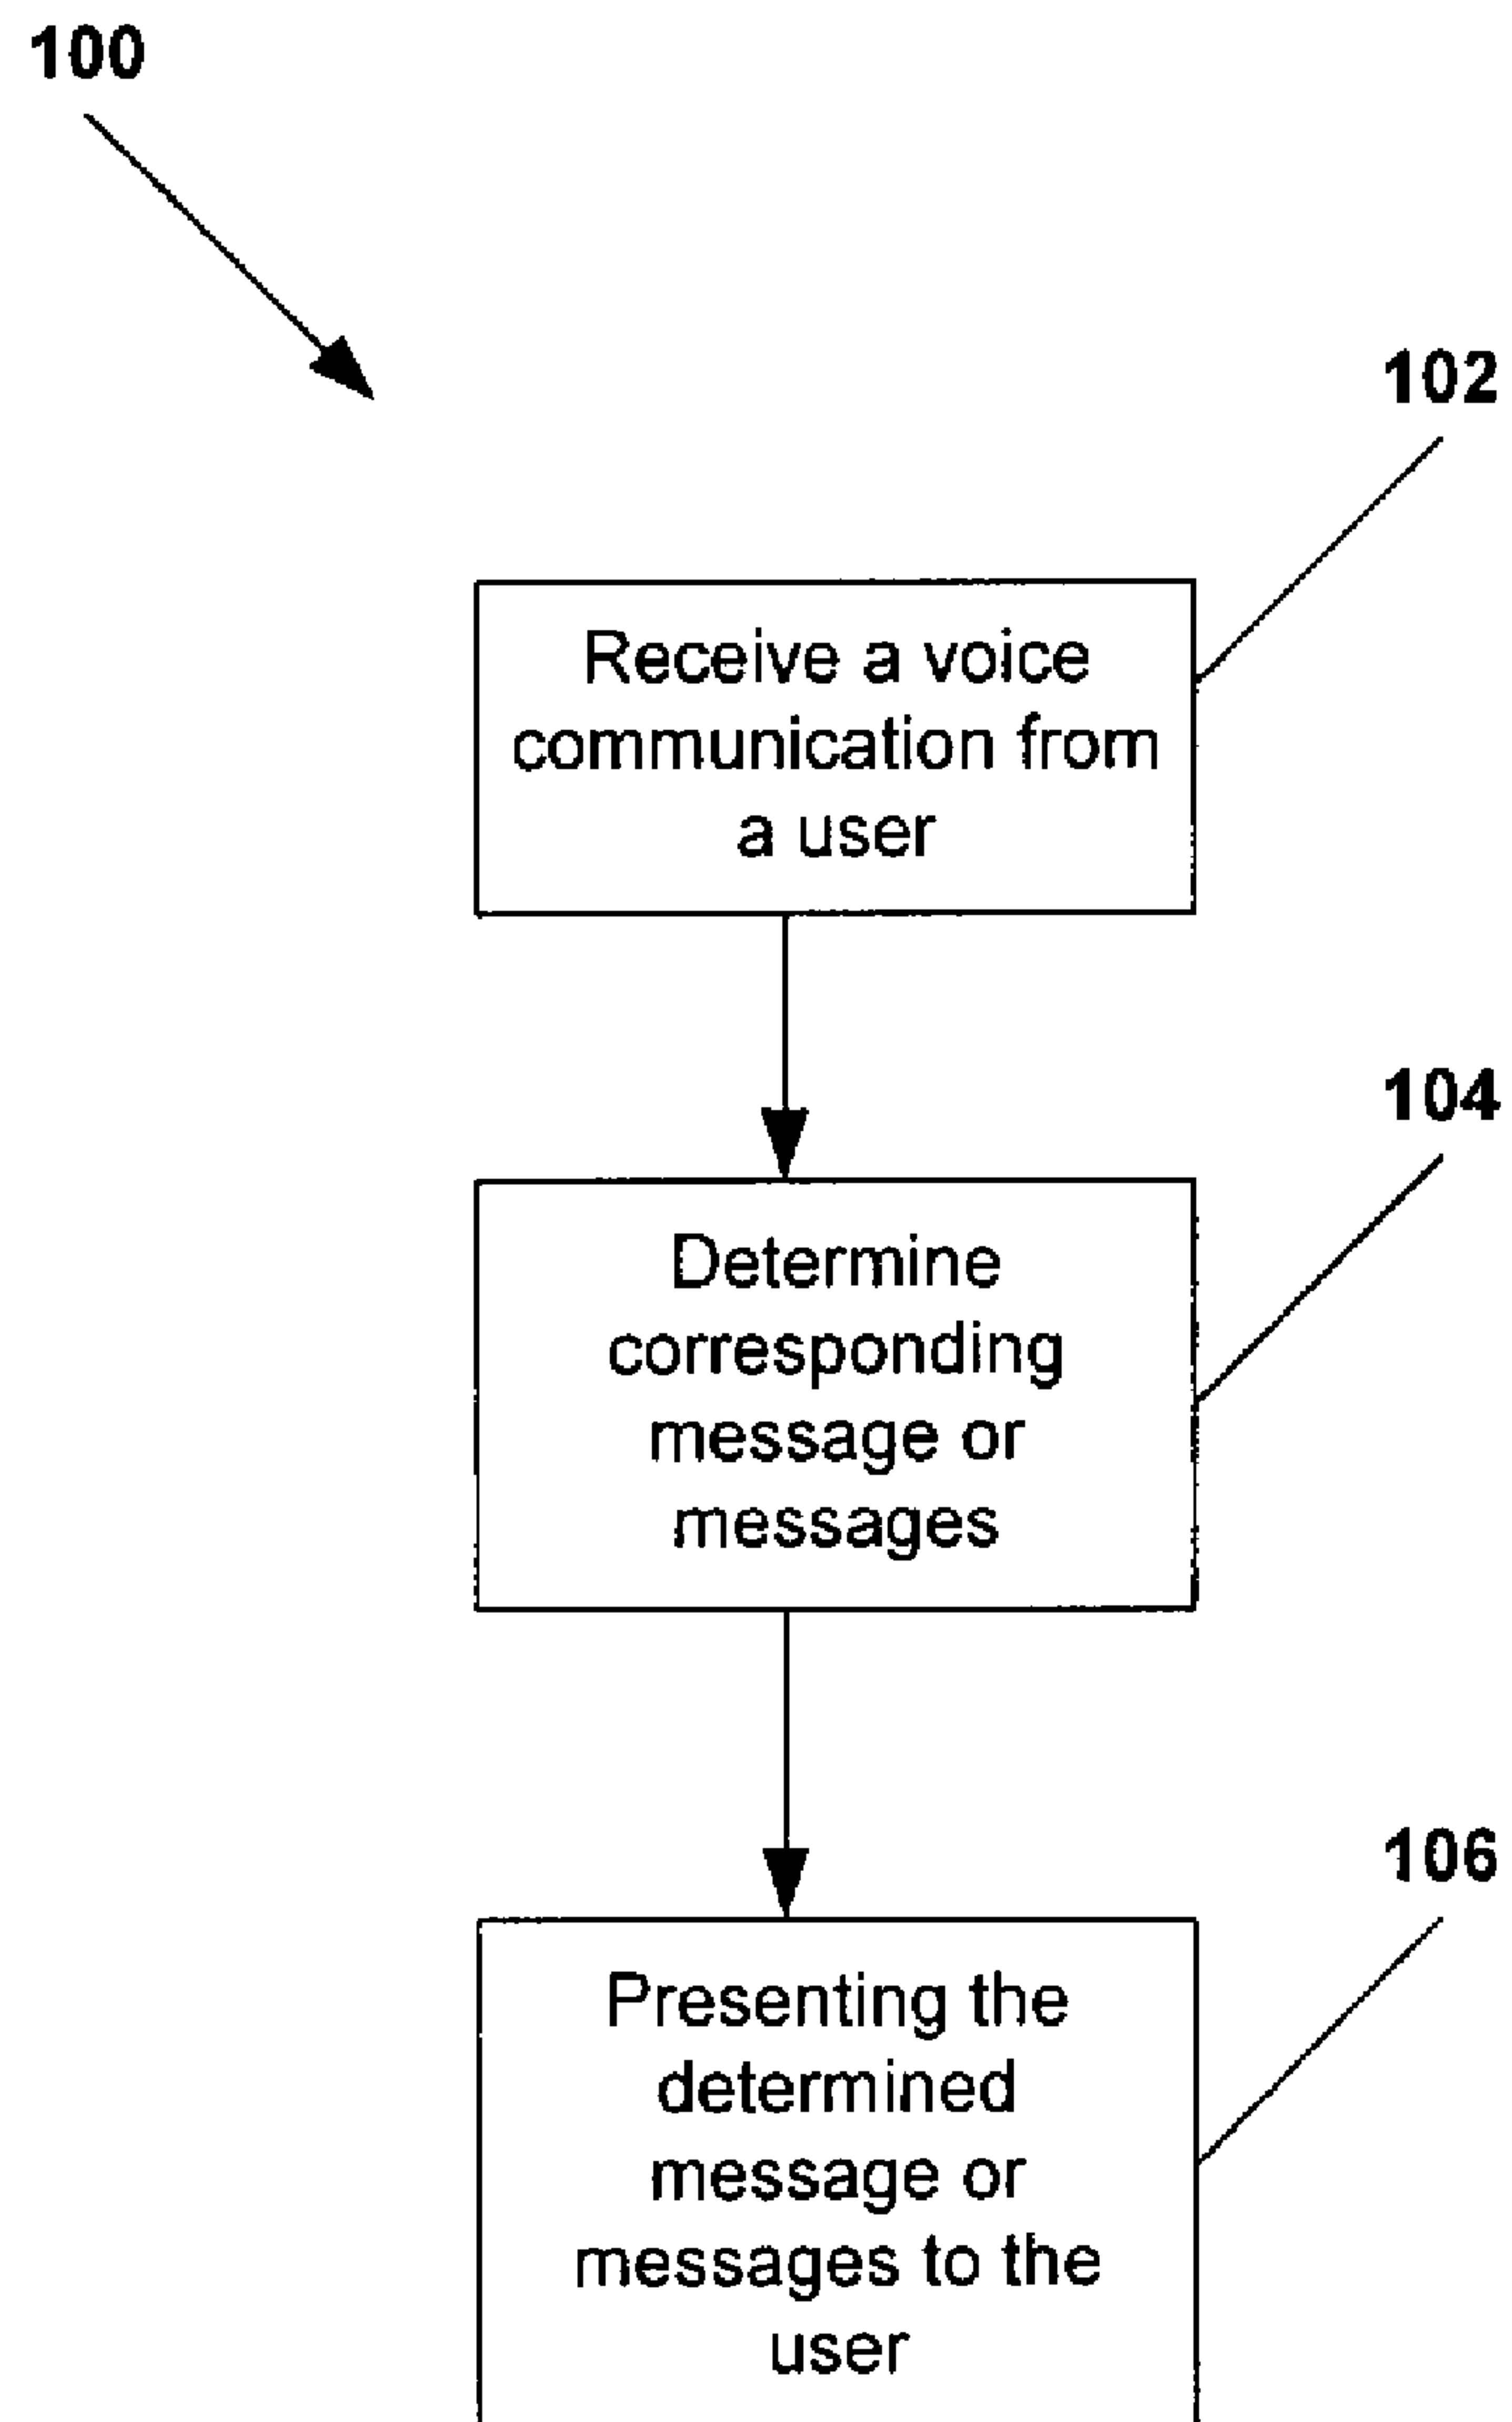 100
102
Receive a voice
communication from
a user
104
Determine
corresponding
message or
messages
106
Presenting the
determined
message or
messages to the
user